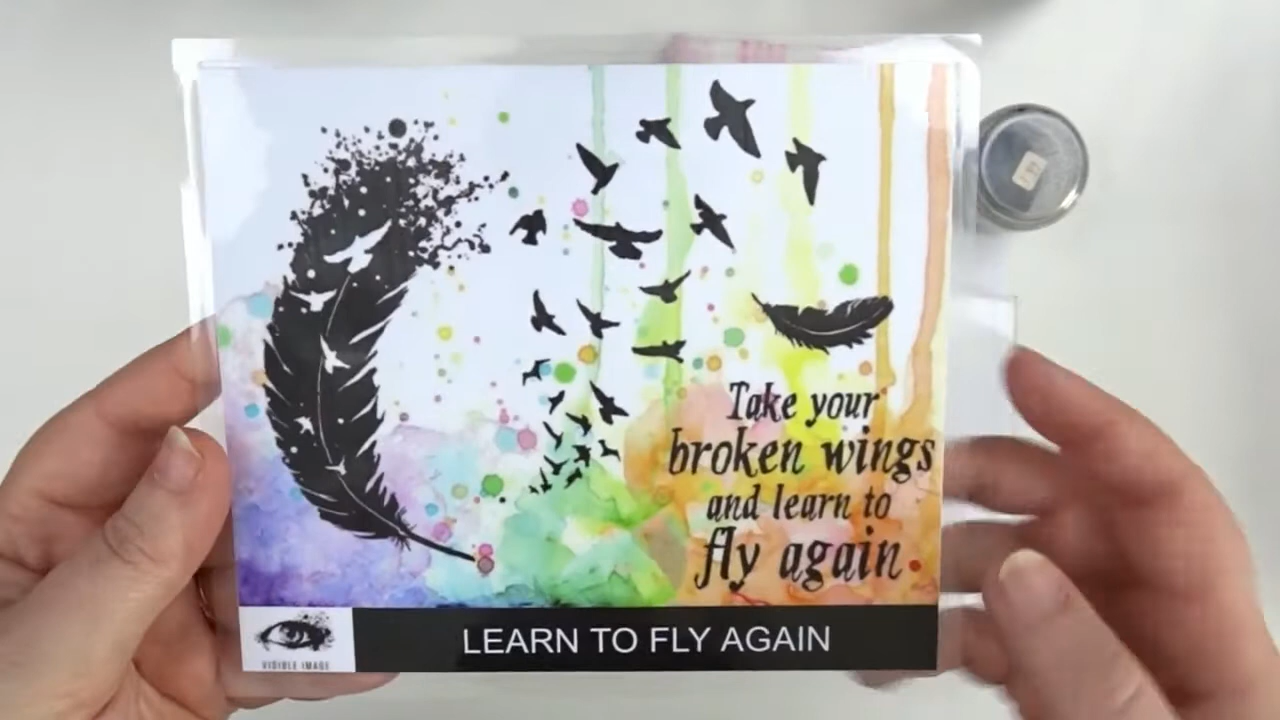 Take your
broken wings
and learn to
fly again
VISIBLE IMAGE
LEARN TO FLY AGAIN